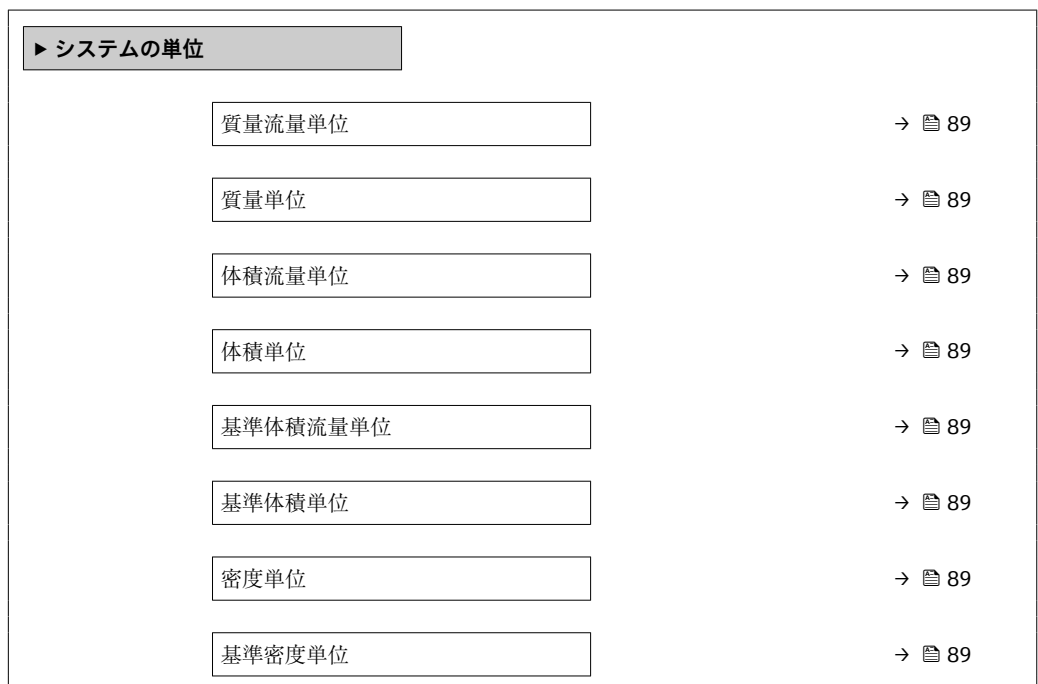 ▶ システムの単位
質量流量単位 → 🖹 89
質量単位 → 🖹 89
体積流量単位 → 🖹 89
体積単位 → 🖹 89
基準体積流量単位 → 🖹 89
基準体積単位 → 🖹 89
密度単位 → 🖹 89
基準密度単位 → 🖹 89